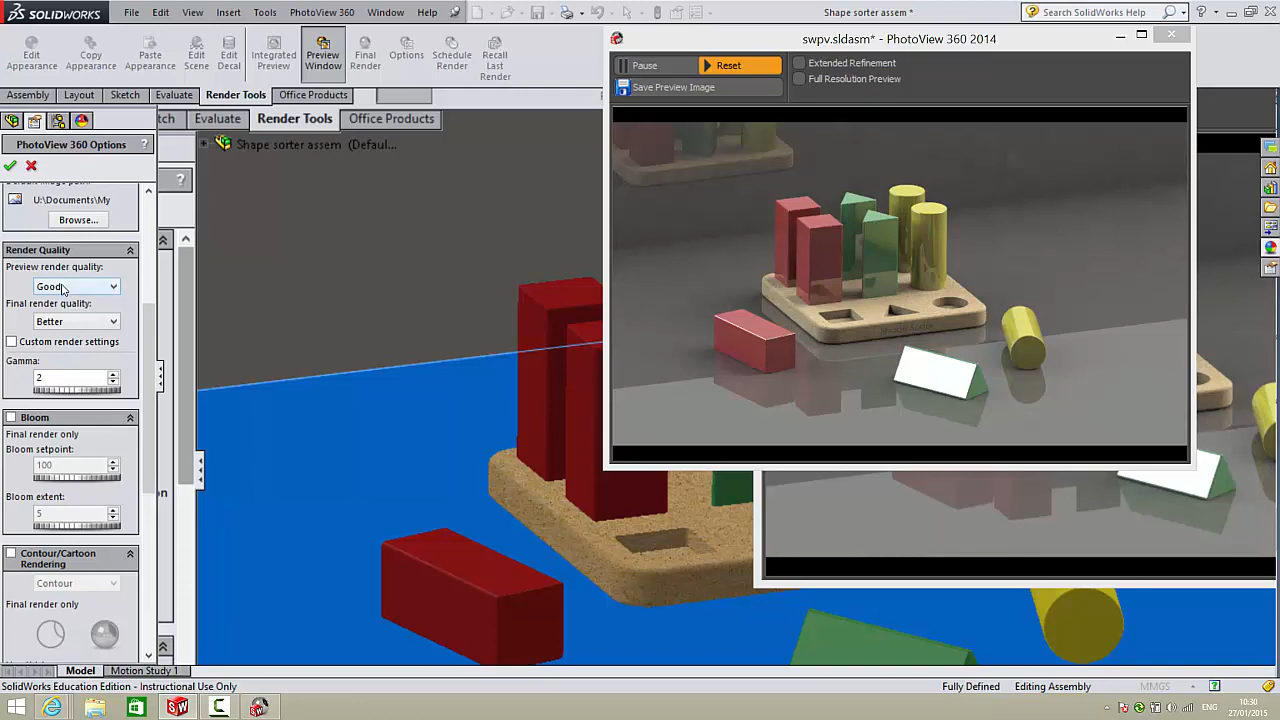 SOLIDWORKS File Edit View Insert Tools PhotoView 360 Window Help Shape sorter assem * Search SolidWorks Help
Edit Appearance
Copy Appearance
Paste Appearance
Edit Scene
Edit Decal
Integrated Preview
Preview Window
Final Render
Options
Schedule Render
Recall Last Render
swpv.sldasm* - PhotoView 360 2014
Pause Reset
Save Preview Image
Extended Refinement
Full Resolution Preview
Assembly Layout Sketch Evaluate Render Tools Office Products
tch Evaluate Render Tools Office Products
Shape sorter assem (Defaul...
PhotoView 360 Options ?
U:\Documents\My
Browse...
Render Quality
Preview render quality:
Good
Final render quality:
Better
Custom render settings
Gamma:
2
Bloom
Final render only
Bloom setpoint:
100
Bloom extent:
5
Contour/Cartoon
Rendering
Contour
Final render only
Model Motion Study 1
SolidWorks Education Edition - Instructional Use Only Fully Defined Editing Assembly MMGS
ENG 10:30
27/01/2015